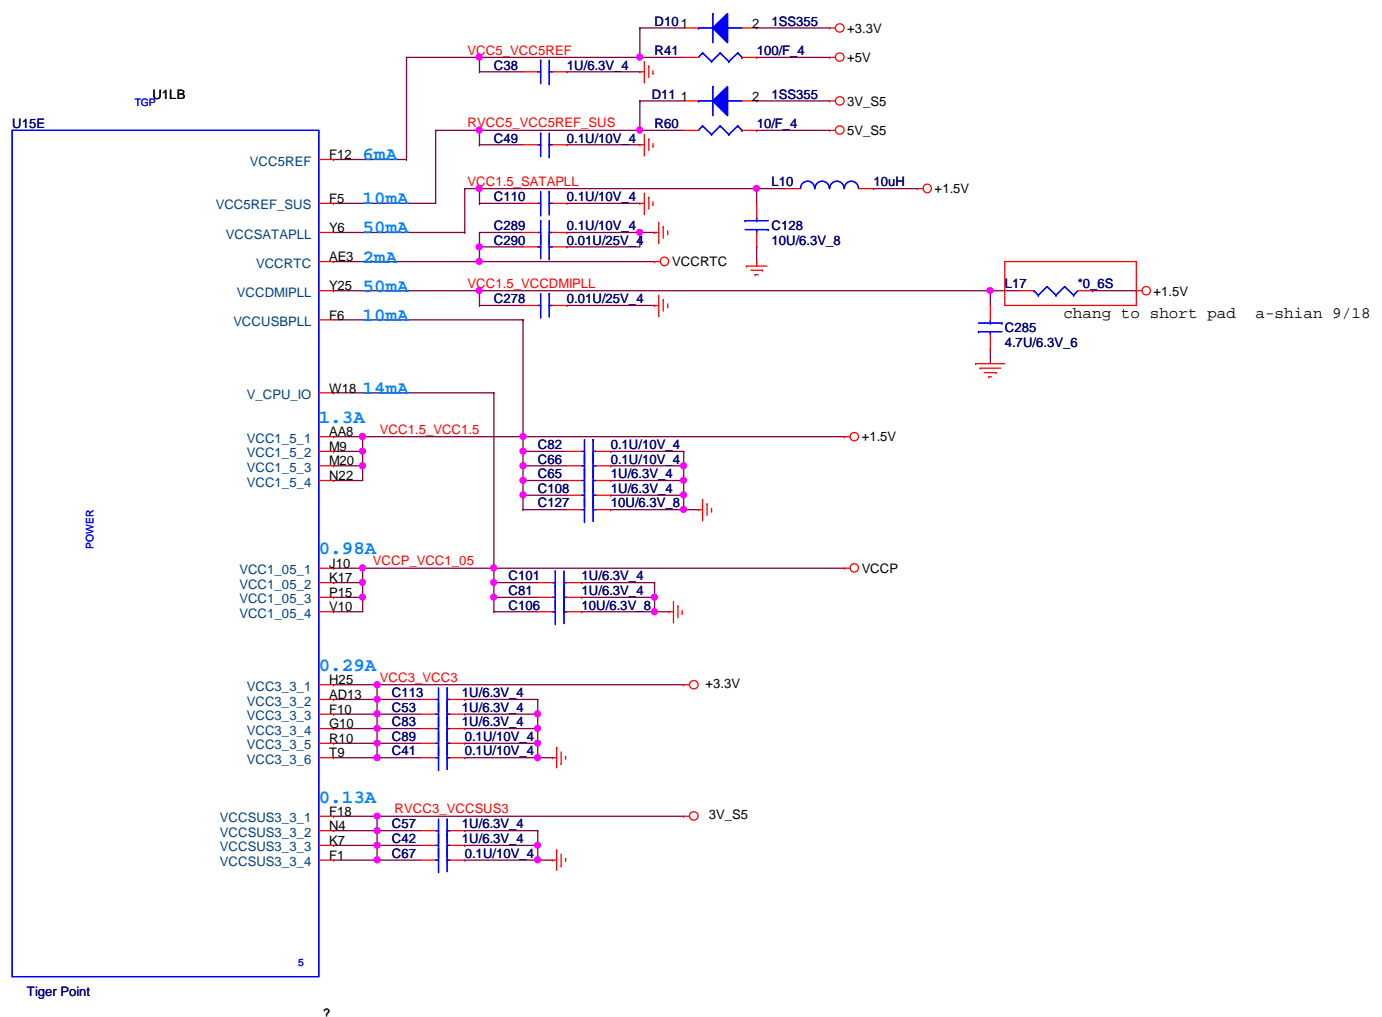 D10 1 2 1SS355 +3.3V
VCC5_VCC5REF R41 100/F_4 +5V
C38 1U/6.3V_4
U1LB
TGP
D11 1 2 1SS355 3V_S5
U15E RVCC5_VCC5REF_SUS R60 10/F_4 5V_S5
C49 0.1U/10V_4
VCC5REF F12 6mA
VCC1.5_SATAPLL L10 10uH +1.5V
VCC5REF_SUS F5 10mA C110 0.1U/10V_4
VCCSATAPLL Y6 50mA C289 0.1U/10V_4 C128
C290 0.01U/25V_4 10U/6.3V_8
VCCRTC AE3 2mA VCCRTC
VCCDMIPLL Y25 50mA VCC1.5_VCCDMIPLL L17 *0_6S +1.5V
C278 0.01U/25V_4
chang to short pad a-shian 9/18
VCCUSBPLL F6 10mA
C285
4.7U/6.3V_6
V_CPU_IO W18 14mA
1.3A
VCC1_5_1 AA8 VCC1.5_VCC1.5 +1.5V
VCC1_5_2 M9 C82 0.1U/10V_4
VCC1_5_3 M20 C66 0.1U/10V_4
VCC1_5_4 N22 C65 1U/6.3V_4
C108 1U/6.3V_4
C127 10U/6.3V_8
POWER
0.98A
VCC1_05_1 J10 VCCP_VCC1_05 VCCP
VCC1_05_2 K17 C101 1U/6.3V_4
VCC1_05_3 P15 C81 1U/6.3V_4
VCC1_05_4 V10 C106 10U/6.3V_8
0.29A
VCC3_3_1 H25 VCC3_VCC3 +3.3V
VCC3_3_2 AD13 C113 1U/6.3V_4
VCC3_3_3 F10 C53 1U/6.3V_4
VCC3_3_4 G10 C83 1U/6.3V_4
VCC3_3_5 R10 C89 0.1U/10V_4
VCC3_3_6 T9 C41 0.1U/10V_4
0.13A
VCCSUS3_3_1 F18 RVCC3_VCCSUS3 3V_S5
VCCSUS3_3_2 N4 C57 1U/6.3V_4
VCCSUS3_3_3 K7 C42 1U/6.3V_4
VCCSUS3_3_4 F1 C67 0.1U/10V_4
5
Tiger Point
?